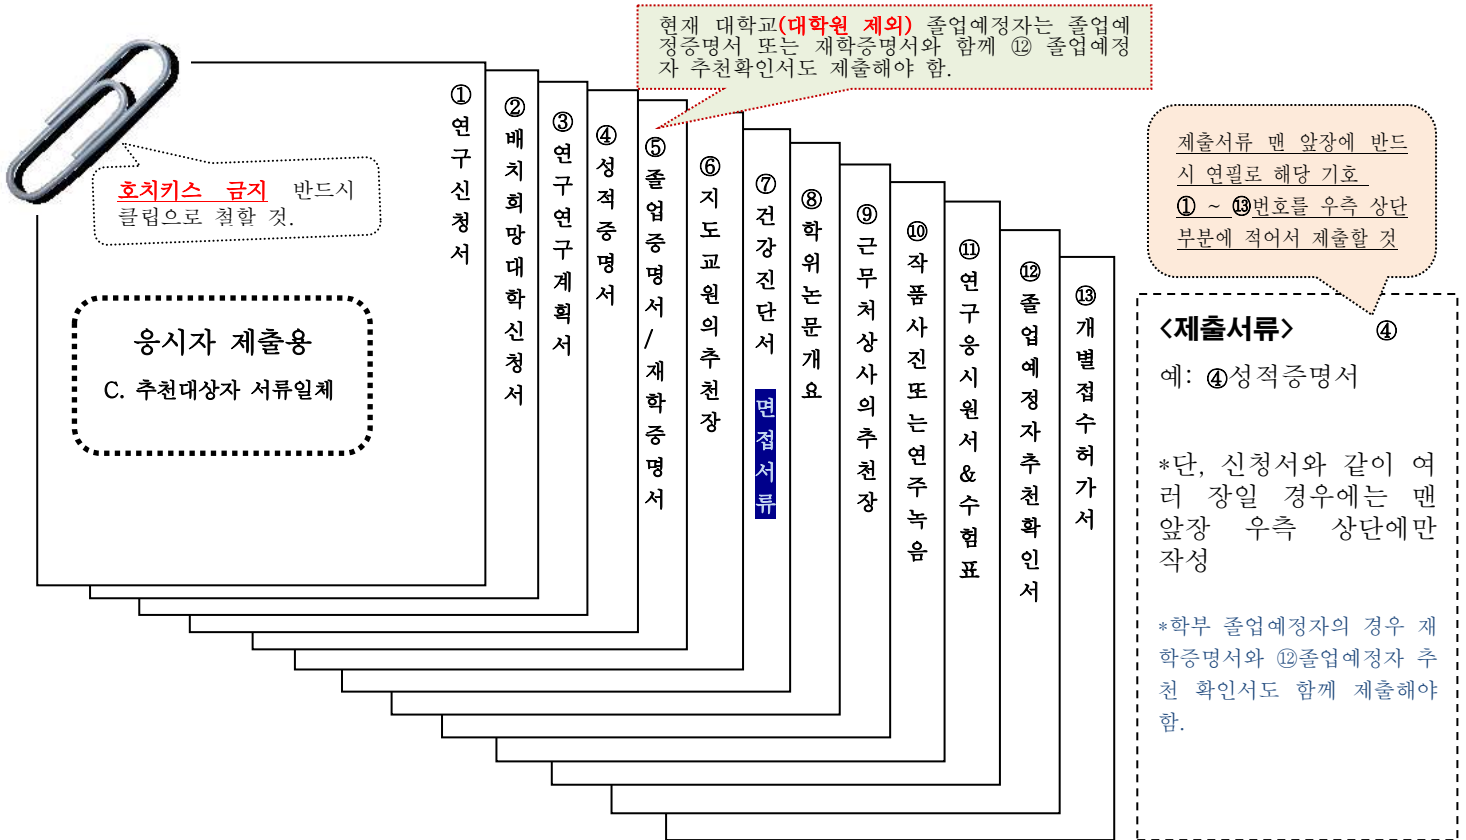 현재 대학교(대학원 제외) 졸업예정자는 졸업예
정증명서 또는 재학증명서와 함께 ⑫ 졸업예정
자 추천확인서도 제출해야 함.
호치키스 금지 반드시
클립으로 철할 것.
응시자 제출용
C. 추천대상자 서류일체
①연구신청서
②배치희망대학신청서
③연구연구계획서
④성적증명서
⑤졸업증명서/재학증명서
⑥지도교원의추천장
⑦건강진단서 면접서류
⑧학위논문개요
⑨근무처상사의추천장
⑩작품사진또는연주녹음
⑪연구응시원서&수험표
⑫졸업예정자추천확인서
⑬개별접수허가서
제출서류 맨 앞장에 반드
시 연필로 해당 기호
① ~ ⑬번호를 우측 상단
부분에 적어서 제출할 것
<제출서류> ④
예: ④성적증명서
*단, 신청서와 같이 여
러 장일 경우에는 맨
앞장 우측 상단에만
작성
*학부 졸업예정자의 경우 재
학증명서와 ⑫졸업예정자 추
천 확인서도 함께 제출해야
함.